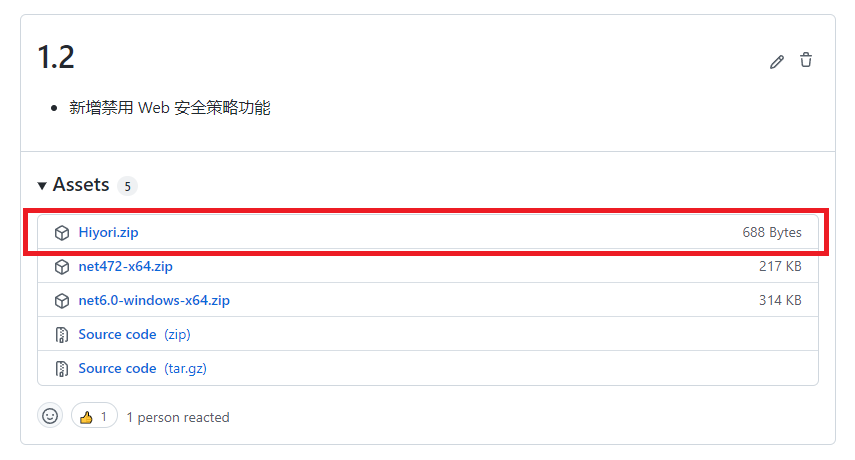 1.2
新增禁用 Web 安全策略功能
Assets 5
Hiyori.zip 688 Bytes
net472-x64.zip 217 KB
net6.0-windows-x64.zip 314 KB
Source code (zip)
Source code (tar.gz)
1 1 person reacted